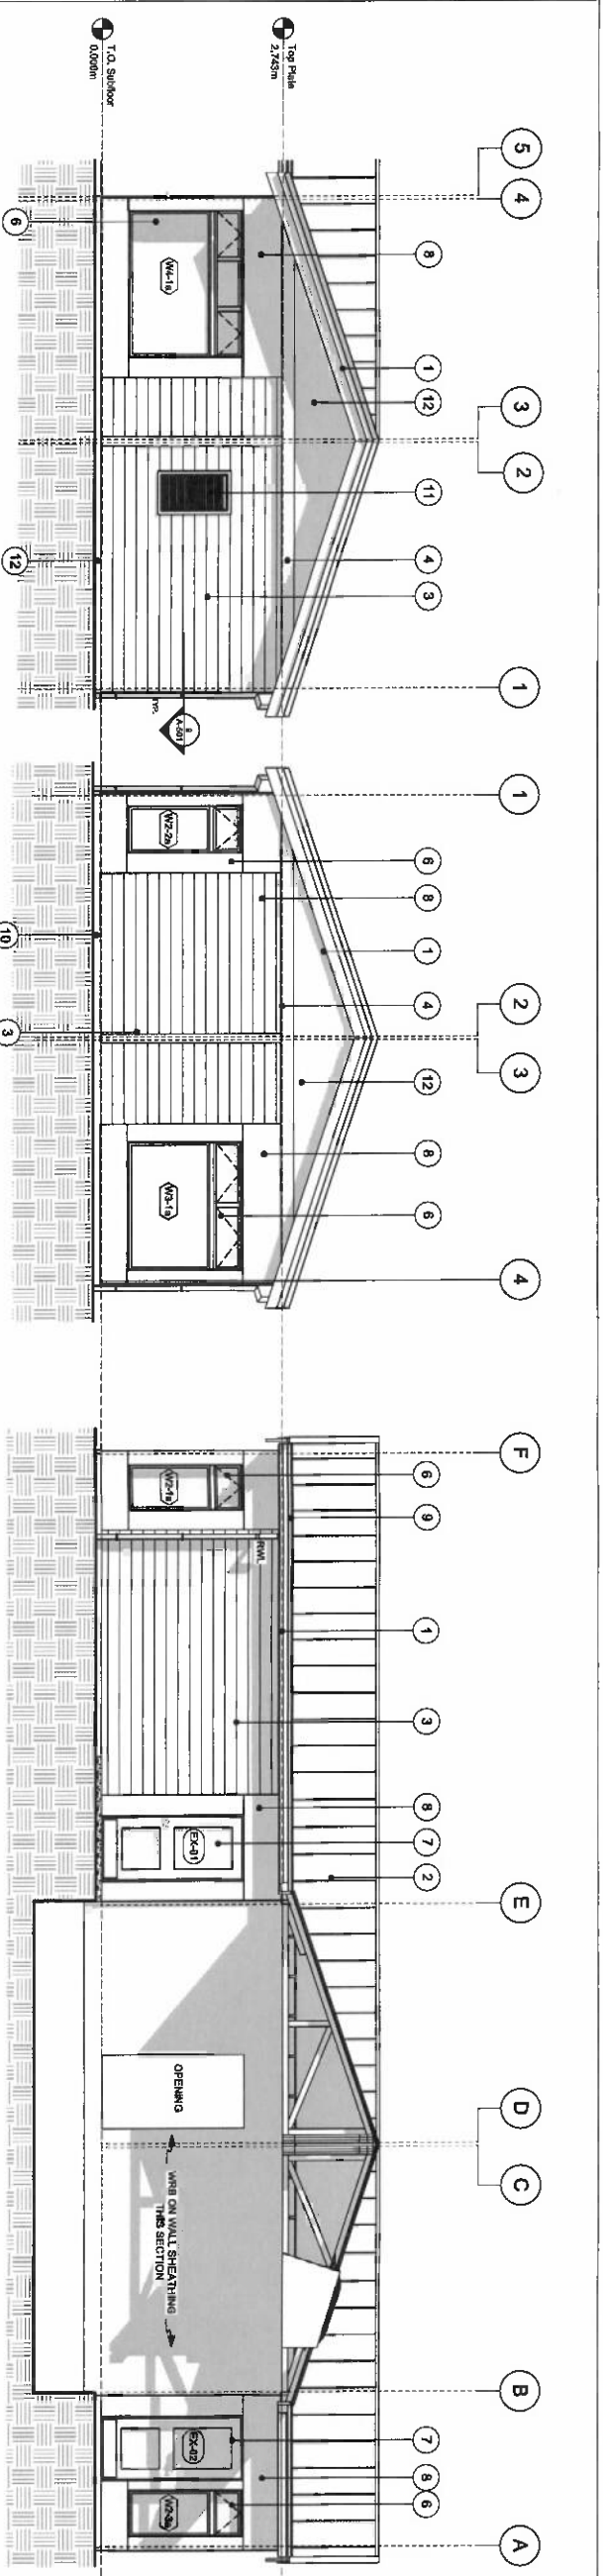 Top Plate
2,743m
T.O. Subfloor
0.000m
5
4
8
1
12
3
2
11
4
3
1
6
W4-1a
12
TYP.
A-501
1
6
8
1
4
2
3
12
8
6
4
W2-2a
10
3
W3-1a
F
6
9
1
3
8
7
2
E
D
C
B
7
8
6
A
W2-1a
RWL
EX-01
OPENING
WRB ON WALL SHEATHING
THIS SECTION
EX-02
W2-3a